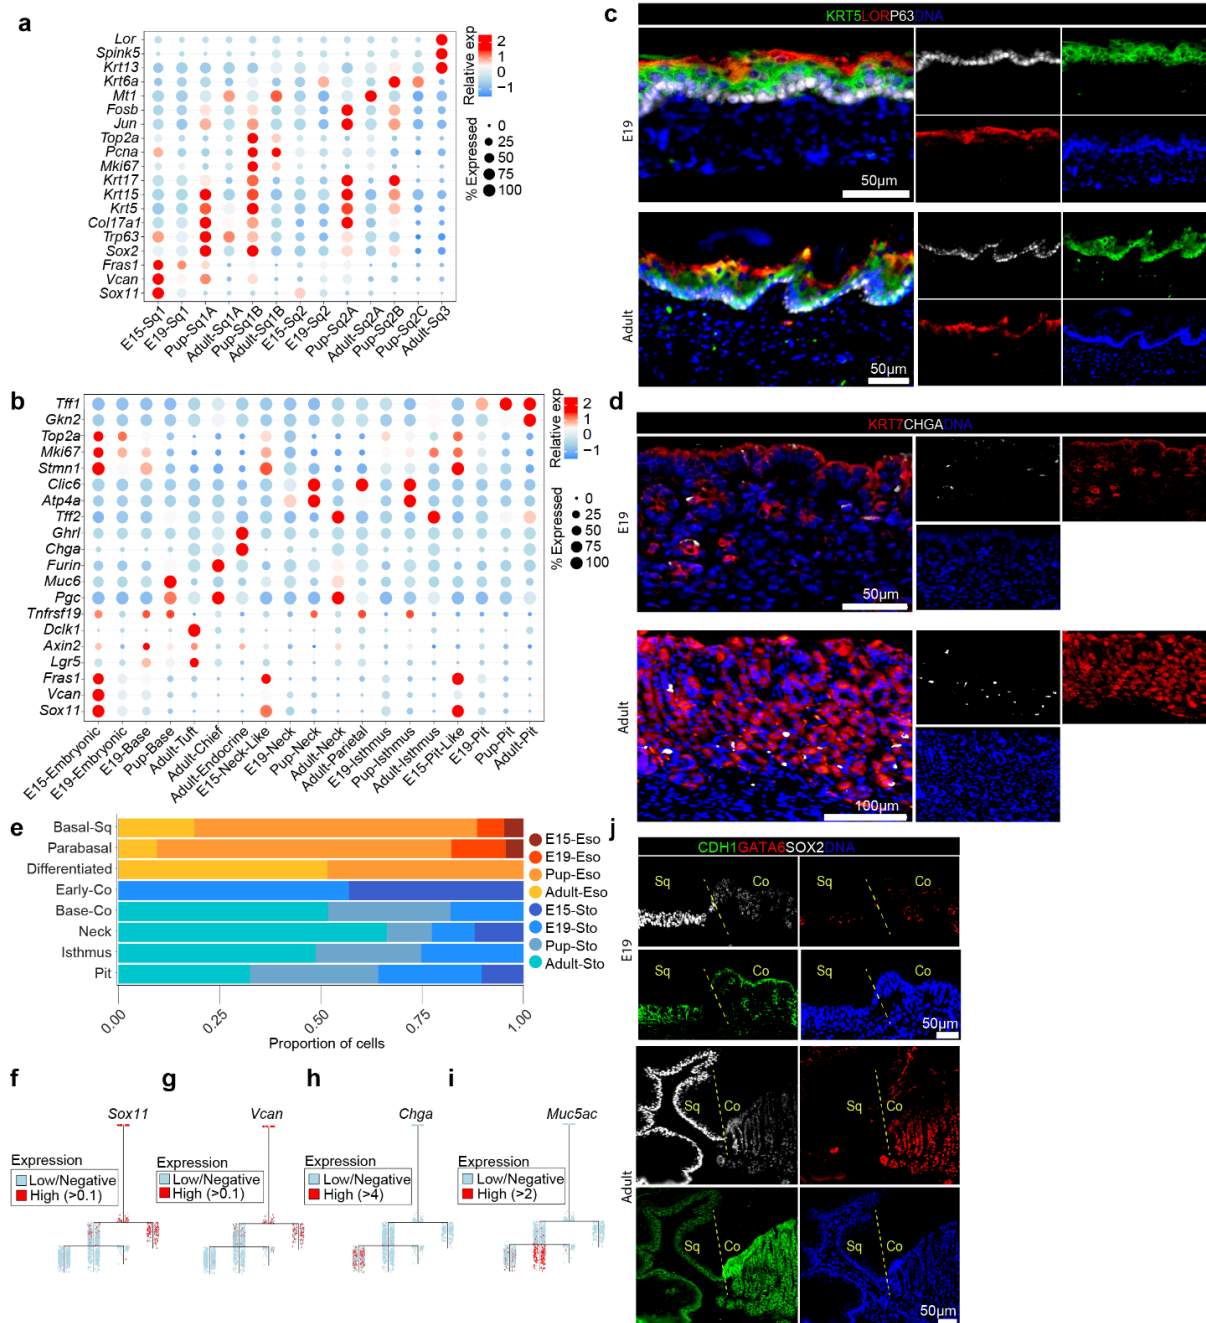 a
Lor
Spink5
Krt13
Krt6a
Mt1
Fosb
Jun
Top2a
Pcna
Mki67
Krt17
Krt15
Krt5
Col17a1
Trp63
Sox2
Fras1
Vcan
Sox11
E15-Sq1
E19-Sq1
Pup-Sq1A
Adult-Sq1A
Pup-Sq1B
Adult-Sq1B
E15-Sq2
E19-Sq2
Pup-Sq2A
Adult-Sq2A
Pup-Sq2B
Pup-Sq2C
Adult-Sq3
Relative exp
2
1
0
−1
% Expressed
0
25
50
75
100
b
Tff1
Gkn2
Top2a
Mki67
Stmn1
Clic6
Atp4a
Tff2
Ghrl
Chga
Furin
Muc6
Pgc
Tnfrsf19
Dclk1
Axin2
Lgr5
Fras1
Vcan
Sox11
E15-Embryonic
E19-Embryonic
E19-Base
Pup-Base
Adult-Tuft
Adult-Chief
Adult-Endocrine
E15-Neck-Like
E19-Neck
Pup-Neck
Adult-Neck
Adult-Parietal
E19-Isthmus
Pup-Isthmus
Adult-Isthmus
E15-Pit-Like
E19-Pit
Pup-Pit
Adult-Pit
Relative exp
2
1
0
−1
% Expressed
0
25
50
75
100
c
KRT5LORP63DNA
E19
50µm
Adult
50µm
d
KRT7CHGADNA
E19
50µm
Adult
100µm
e
Basal-Sq
Parabasal
Differentiated
Early-Co
Base-Co
Neck
Isthmus
Pit
0.00
0.25
0.50
0.75
1.00
Proportion of cells
E15-Eso
E19-Eso
Pup-Eso
Adult-Eso
E15-Sto
E19-Sto
Pup-Sto
Adult-Sto
f
Sox11
Expression
Low/Negative
High (>0.1)
g
Vcan
Expression
Low/Negative
High (>0.1)
h
Chga
Expression
Low/Negative
High (>4)
i
Muc5ac
Expression
Low/Negative
High (>2)
j
CDH1GATA6SOX2DNA
E19
Sq Co
Sq Co
Sq Co
Sq Co
50µm
Adult
Sq Co
Sq Co
Sq Co
Sq Co
50µm